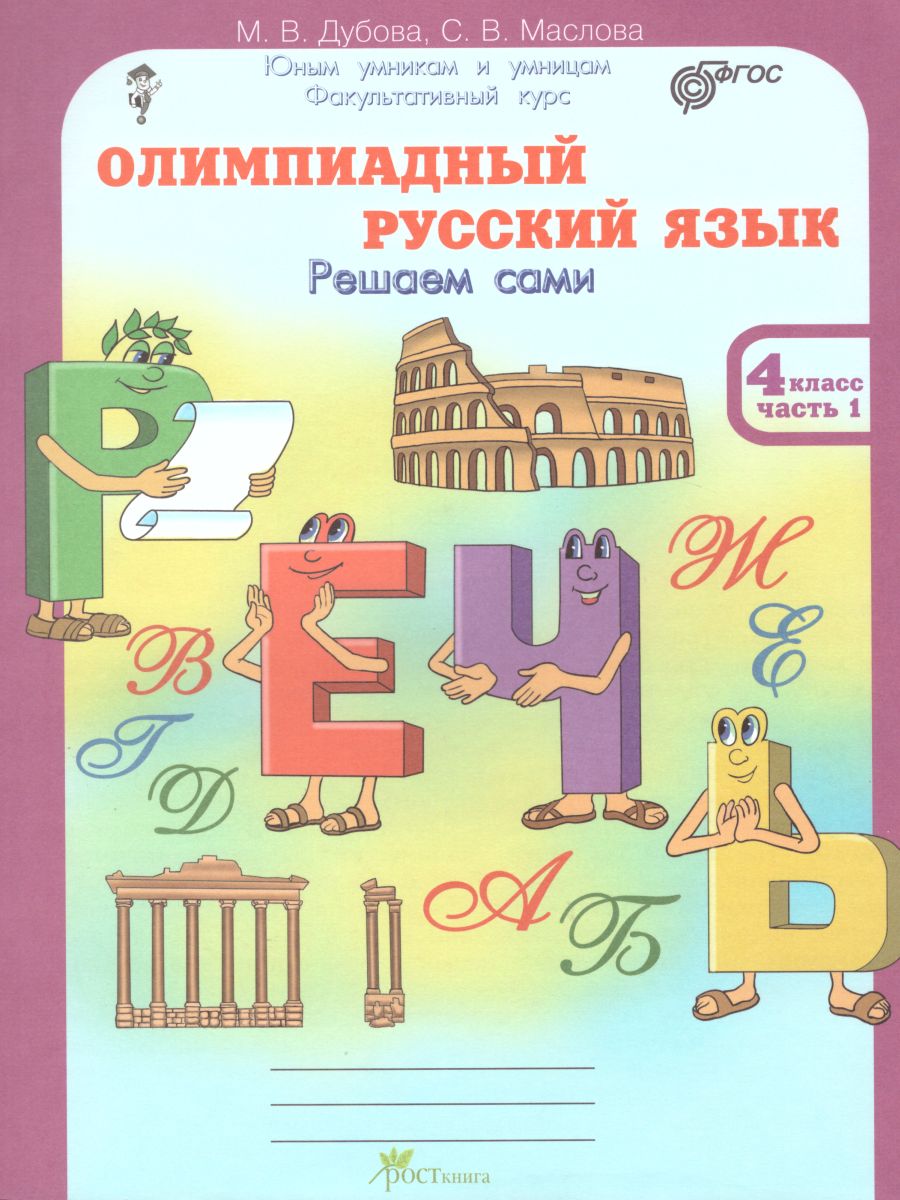 М. В. Дубова, С. В. Маслова
Юным умникам и умницам
Факультативный курс
ФГОС
ОЛИМПИАДНЫЙ
РУССКИЙ ЯЗЫК
Решаем сами
4 КЛАСС
ЧАСТЬ 1
Р
Е Ч Ж
В Е
Г Ь
Д
А Б
РОСТкнига